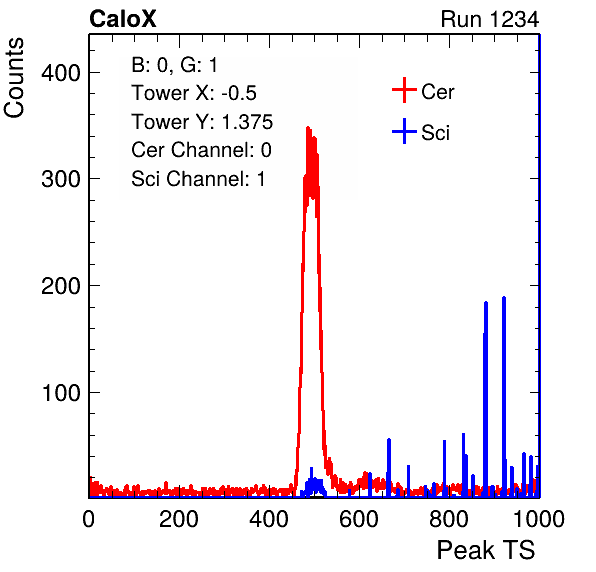 CaloX Run 1234
Counts
B: 0, G: 1
Tower X: -0.5
Tower Y: 1.375
Cer Channel: 0
Sci Channel: 1
Cer
Sci
400
300
200
100
0 200 400 600 800 1000
Peak TS